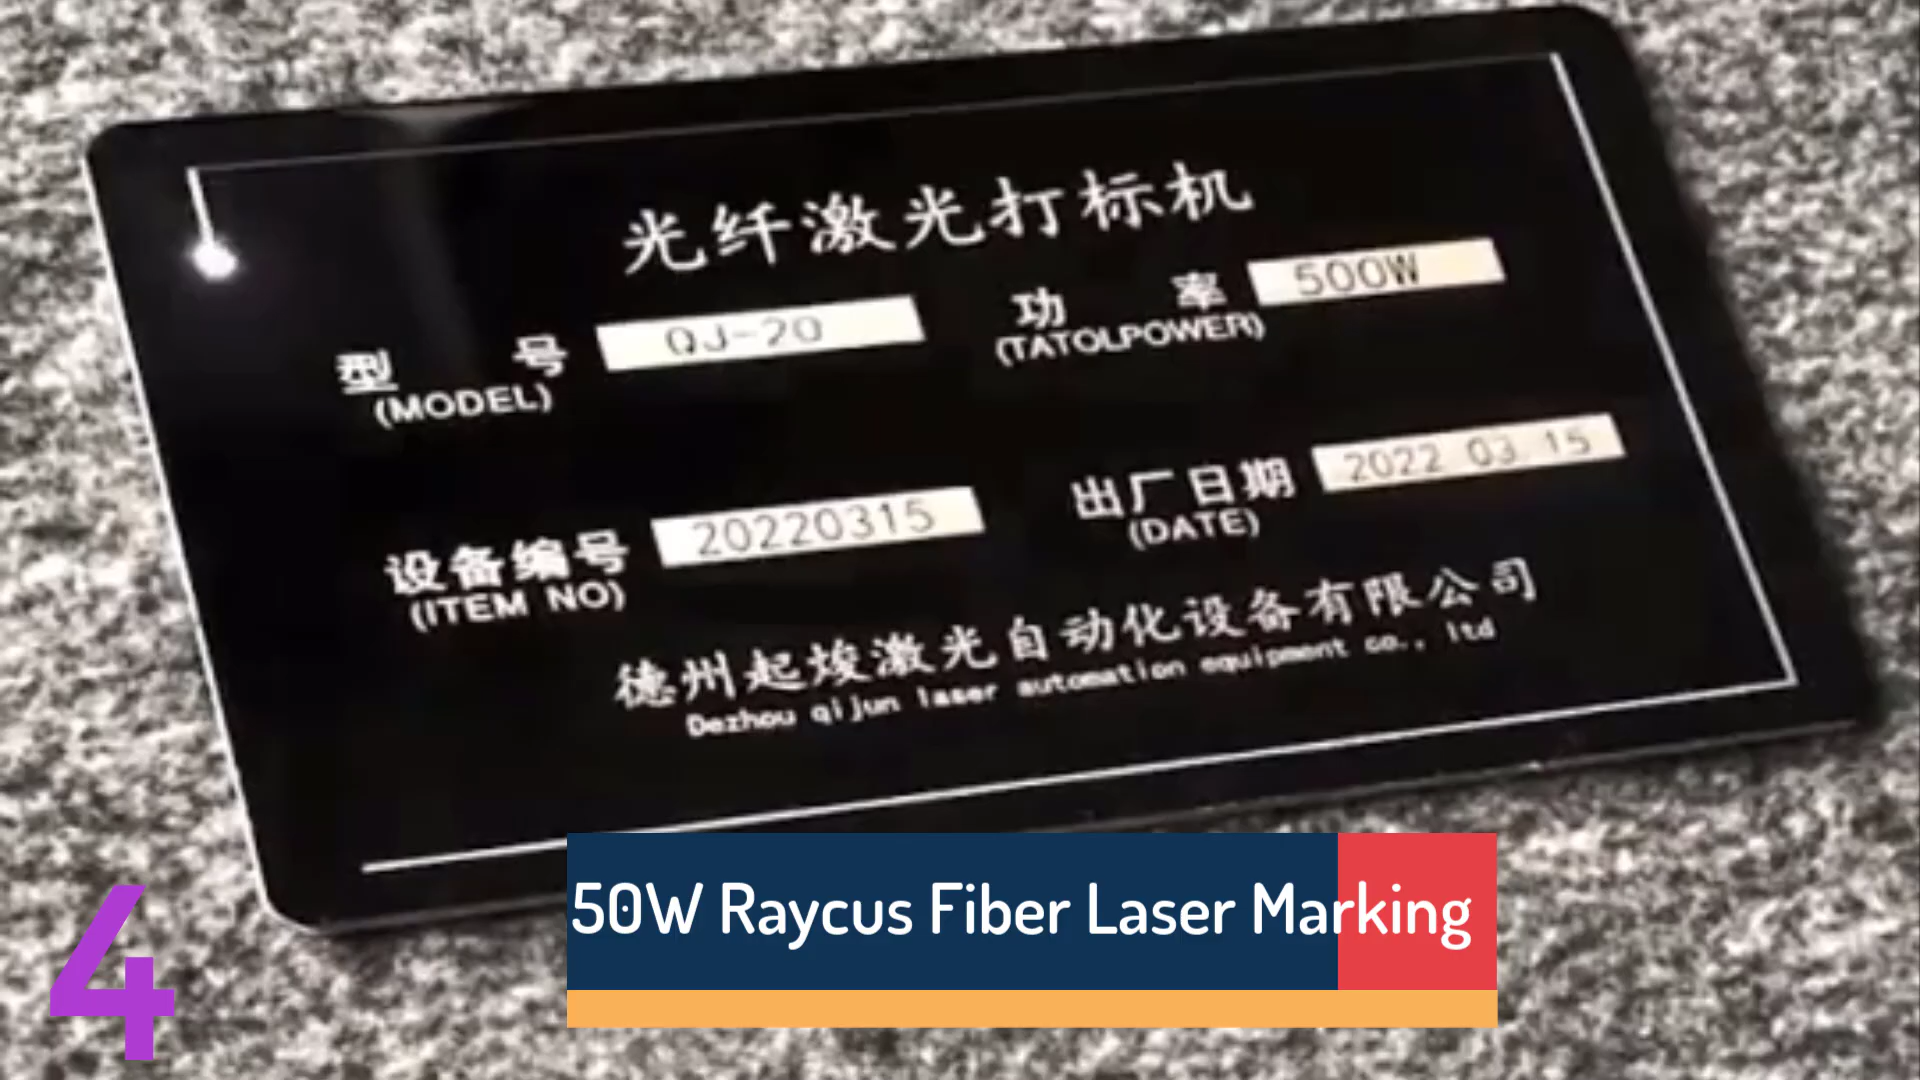 光纤激光打标机
型 号 QJ-20 功 率 500W
(MODEL) (TATOLPOWER)
设备编号 20220315 出厂日期 2022 03 15
(ITEM NO) (DATE)
德州起焌激光自动化设备有限公司
Dezhou qijun laser automation equipment co., ltd
50W Raycus Fiber Laser Marking
4